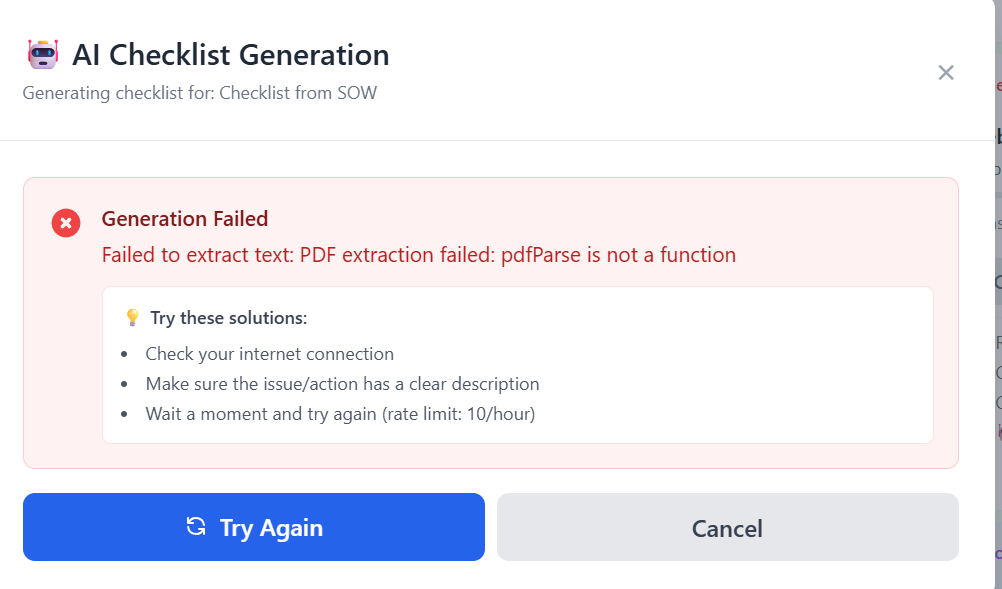 AI Checklist Generation
Generating checklist for: Checklist from SOW
Generation Failed
Failed to extract text: PDF extraction failed: pdfParse is not a function
Try these solutions:
Check your internet connection
Make sure the issue/action has a clear description
Wait a moment and try again (rate limit: 10/hour)
Try Again
Cancel